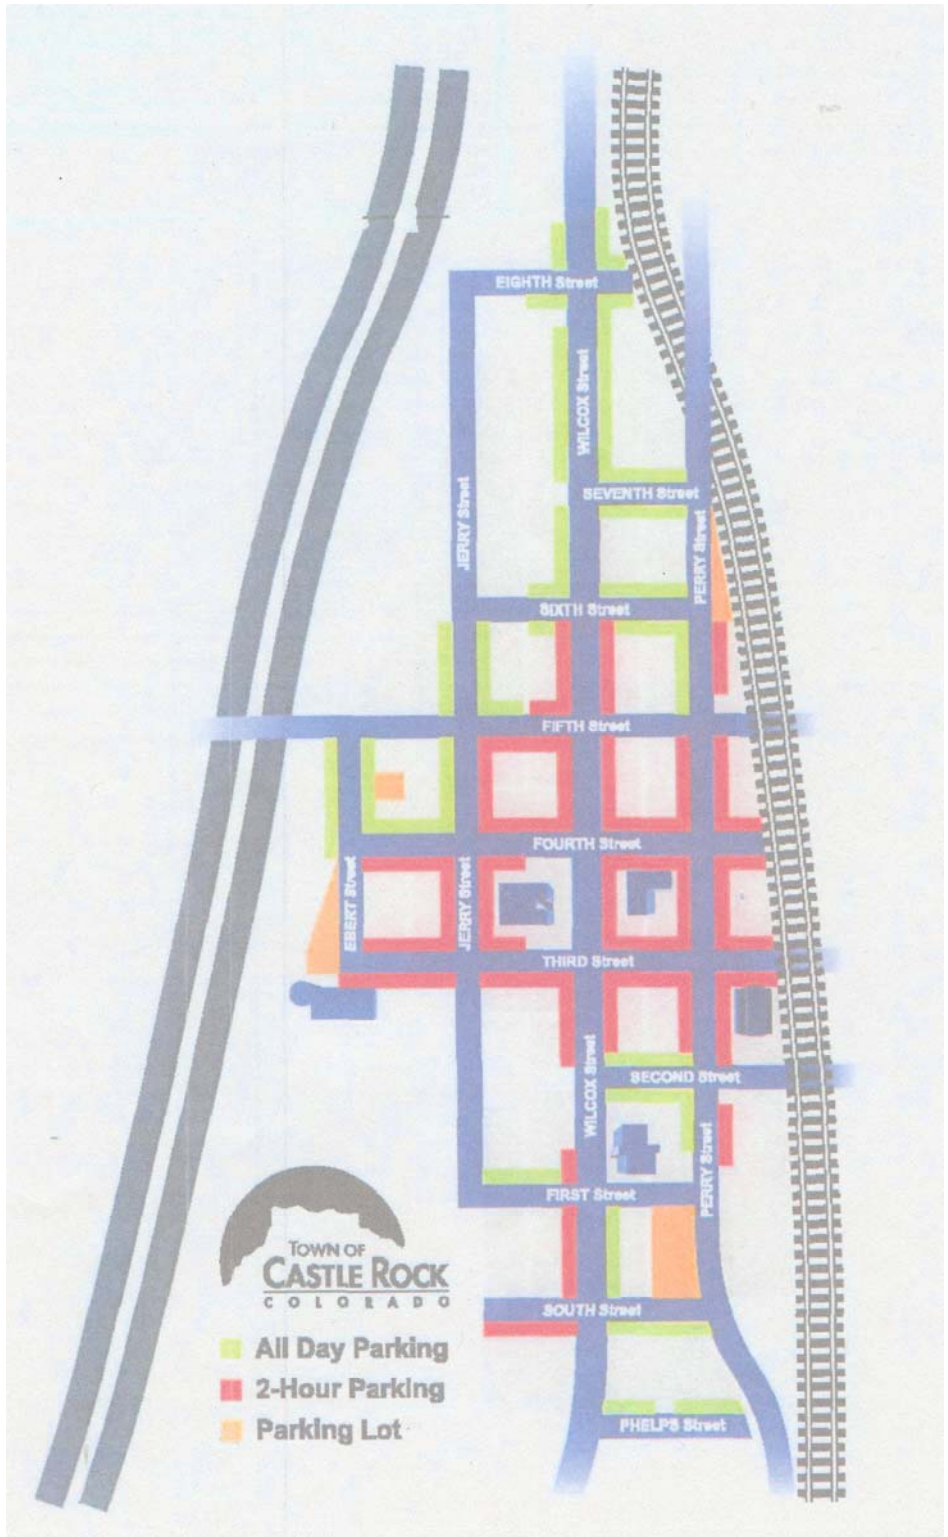 EIGHTH Street
WILCOX Street
SEVENTH Street
JERRY Street
PERRY Street
SIXTH Street
FIFTH Street
FOURTH Street
EBERT Street
JERRY Street
THIRD Street
WILCOX Street
SECOND Street
PERRY Street
FIRST Street
TOWN OF
CASTLE ROCK
COLORADO
SOUTH Street
All Day Parking
2-Hour Parking
Parking Lot
PHELPS Street